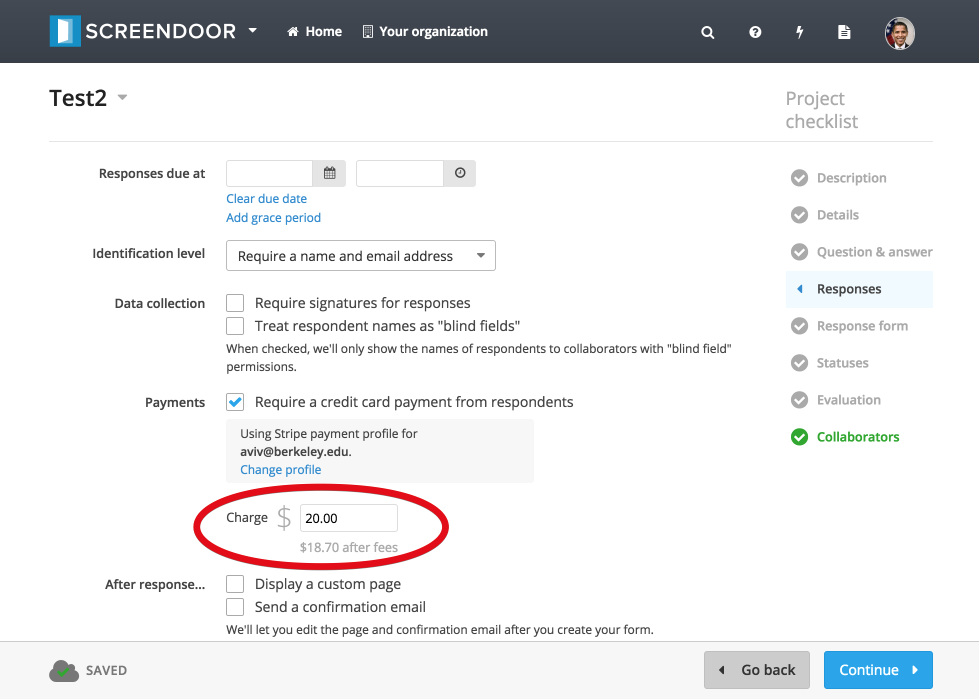 SCREENDOOR
Home
Your organization
Test2
Project
checklist
Responses due at
Clear due date
Add grace period
Identification level
Require a name and email address
Data collection
Require signatures for responses
Treat respondent names as "blind fields"
When checked, we'll only show the names of respondents to collaborators with "blind field"
permissions.
Payments
Require a credit card payment from respondents
Using Stripe payment profile for
aviv@berkeley.edu.
Change profile
Charge $ 20.00
$18.70 after fees
After response...
Display a custom page
Send a confirmation email
We'll let you edit the page and confirmation email after you create your form.
Description
Details
Question & answer
Responses
Response form
Statuses
Evaluation
Collaborators
SAVED
Go back
Continue